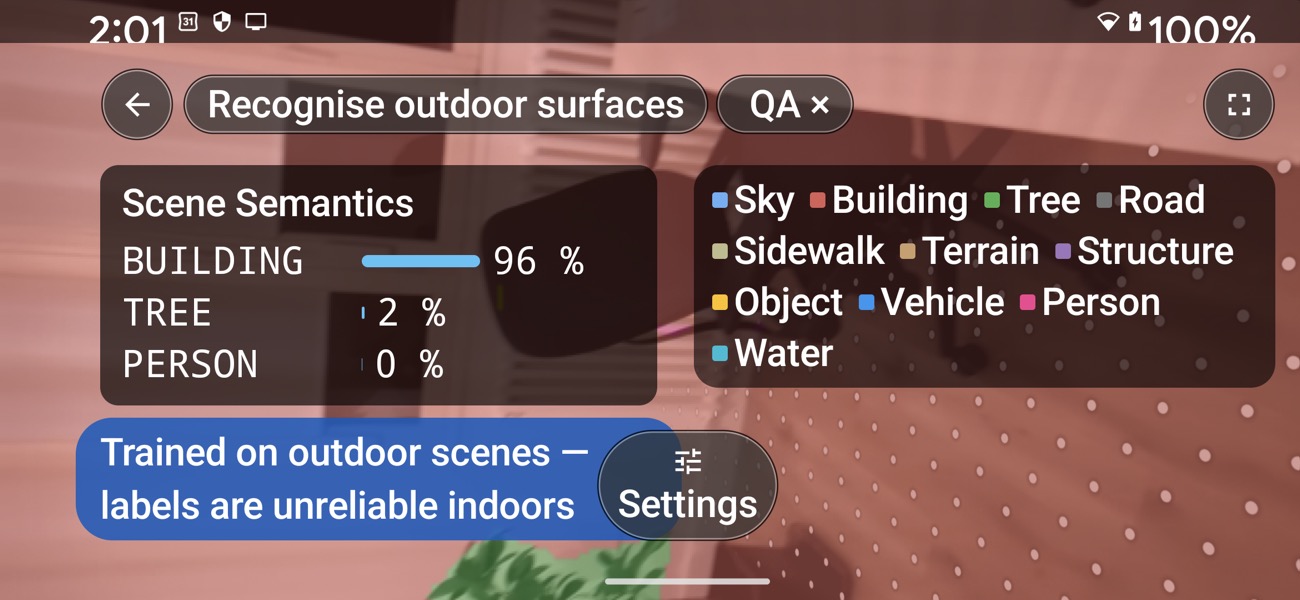 2:01 31 100%
Recognise outdoor surfaces QA ×
Scene Semantics
BUILDING 96 %
TREE 2 %
PERSON 0 %
Sky Building Tree Road
Sidewalk Terrain Structure
Object Vehicle Person
Water
Trained on outdoor scenes —
labels are unreliable indoors
Settings